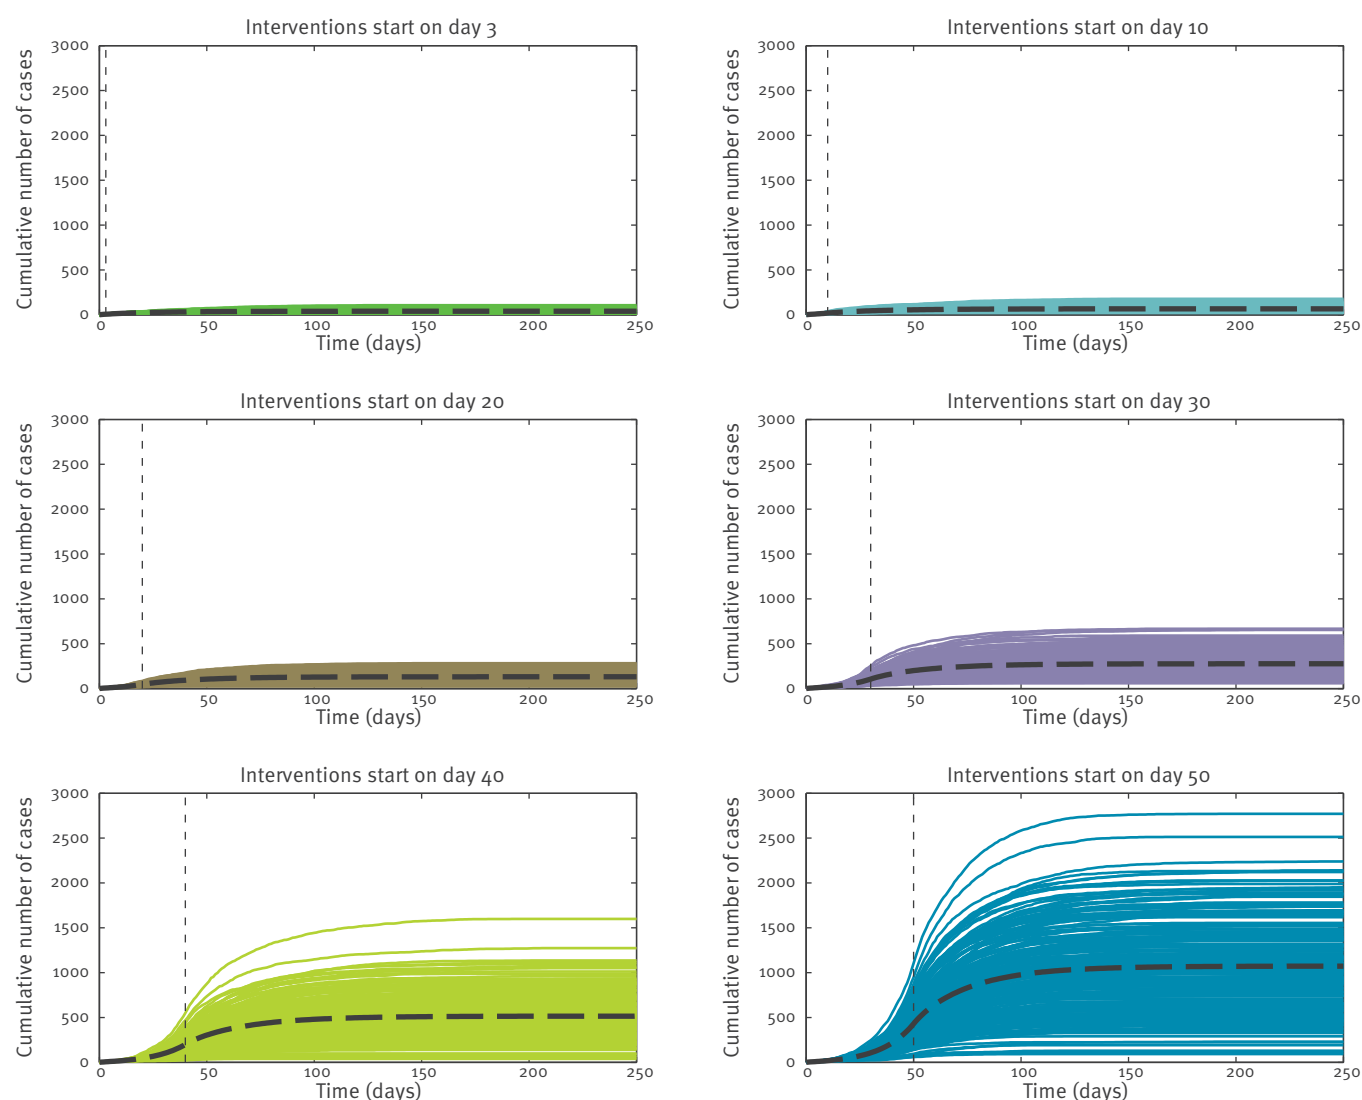 Interventions start on day 3
Cumulative number of cases
3000
2500
2000
1500
1000
500
0
0 50 100 150 200 250
Time (days)
Interventions start on day 10
Cumulative number of cases
3000
2500
2000
1500
1000
500
0
0 50 100 150 200 250
Time (days)
Interventions start on day 20
Cumulative number of cases
3000
2500
2000
1500
1000
500
0
0 50 100 150 200 250
Time (days)
Interventions start on day 30
Cumulative number of cases
3000
2500
2000
1500
1000
500
0
0 50 100 150 200 250
Time (days)
Interventions start on day 40
Cumulative number of cases
3000
2500
2000
1500
1000
500
0
0 50 100 150 200 250
Time (days)
Interventions start on day 50
Cumulative number of cases
3000
2500
2000
1500
1000
500
0
0 50 100 150 200 250
Time (days)